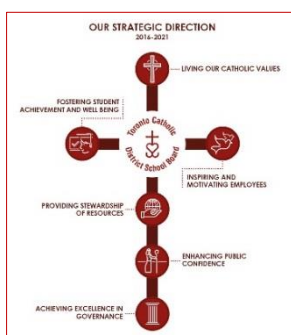 OUR STRATEGIC DIRECTION
2016-2021
LIVING OUR CATHOLIC VALUES
FOSTERING STUDENT
ACHIEVEMENT AND WELL BEING
Toronto Catholic
District School Board
INSPIRING AND
MOTIVATING EMPLOYEES
PROVIDING STEWARDSHIP
OF RESOURCES
ENHANCING PUBLIC
CONFIDENCE
ACHIEVING EXCELLENCE IN
GOVERNANCE